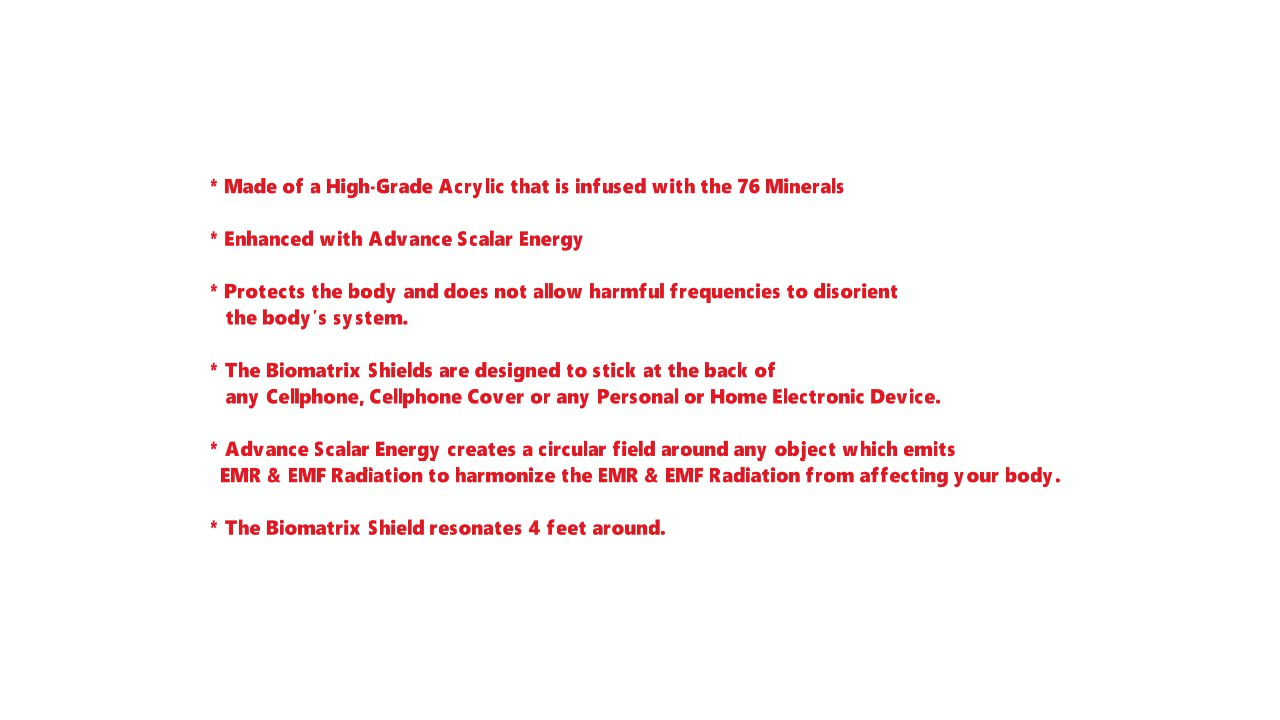 * Made of a High-Grade Acrylic that is infused with the 76 Minerals
* Enhanced with Advance Scalar Energy
* Protects the body and does not allow harmful frequencies to disorient
the body's system.
* The Biomatrix Shields are designed to stick at the back of
any Cellphone, Cellphone Cover or any Personal or Home Electronic Device.
* Advance Scalar Energy creates a circular field around any object which emits
EMR & EMF Radiation to harmonize the EMR & EMF Radiation from affecting your body.
* The Biomatrix Shield resonates 4 feet around.